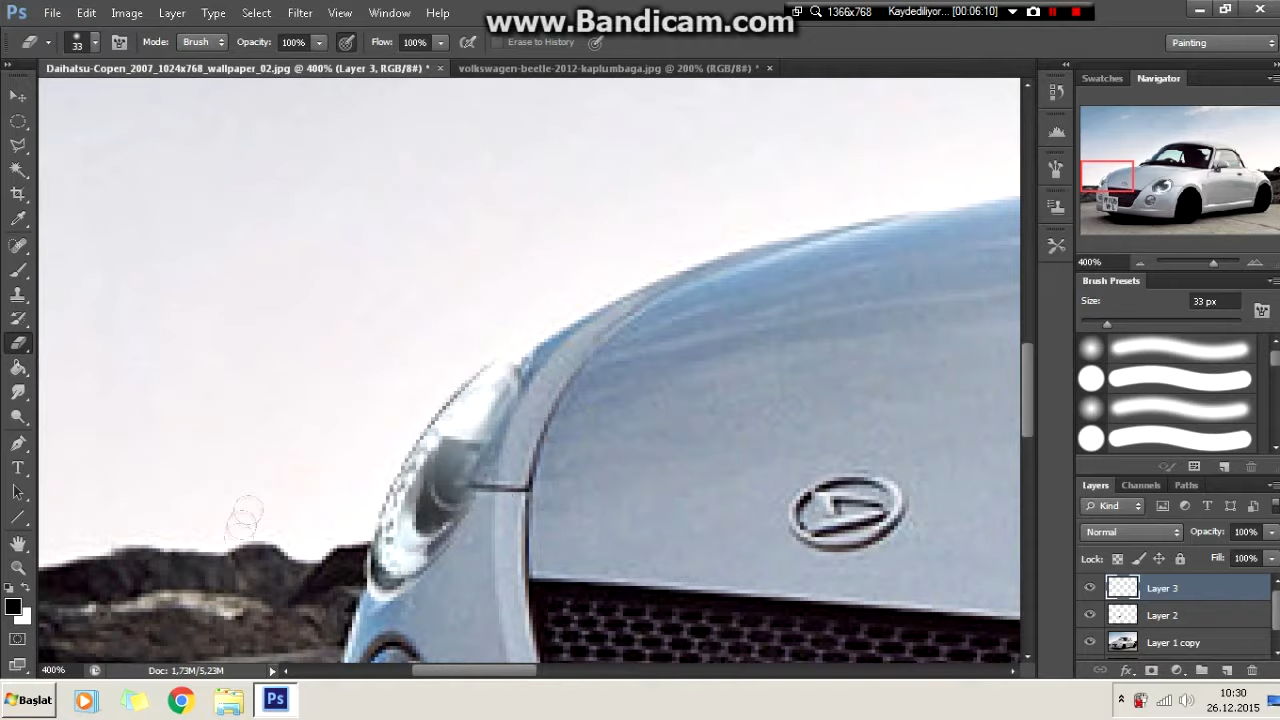 www.Bandicam.com
1366x768 Kaydediliyor... [00:06:10]
Ps File Edit Image Layer Type Select Filter 3D View Window Help
33 Mode: Brush Opacity: 100% Flow: 100% Erase to History Painting
Daihatsu-Copen_2007_1024x768_wallpaper_02.jpg @ 400% (Layer 3, RGB/8#) * × volkswagen-beetle-2012-kaplumbaga.jpg @ 200% (RGB/8#) * ×
Swatches Navigator
400%
Brush Presets
Size: 33 px
Layers Channels Paths
Kind
Normal Opacity: 100%
Lock: Fill: 100%
Layer 3
Layer 2
Layer 1 copy
400% Doc: 1,73M/5,23M
Başlat Ps
10:30
26.12.2015